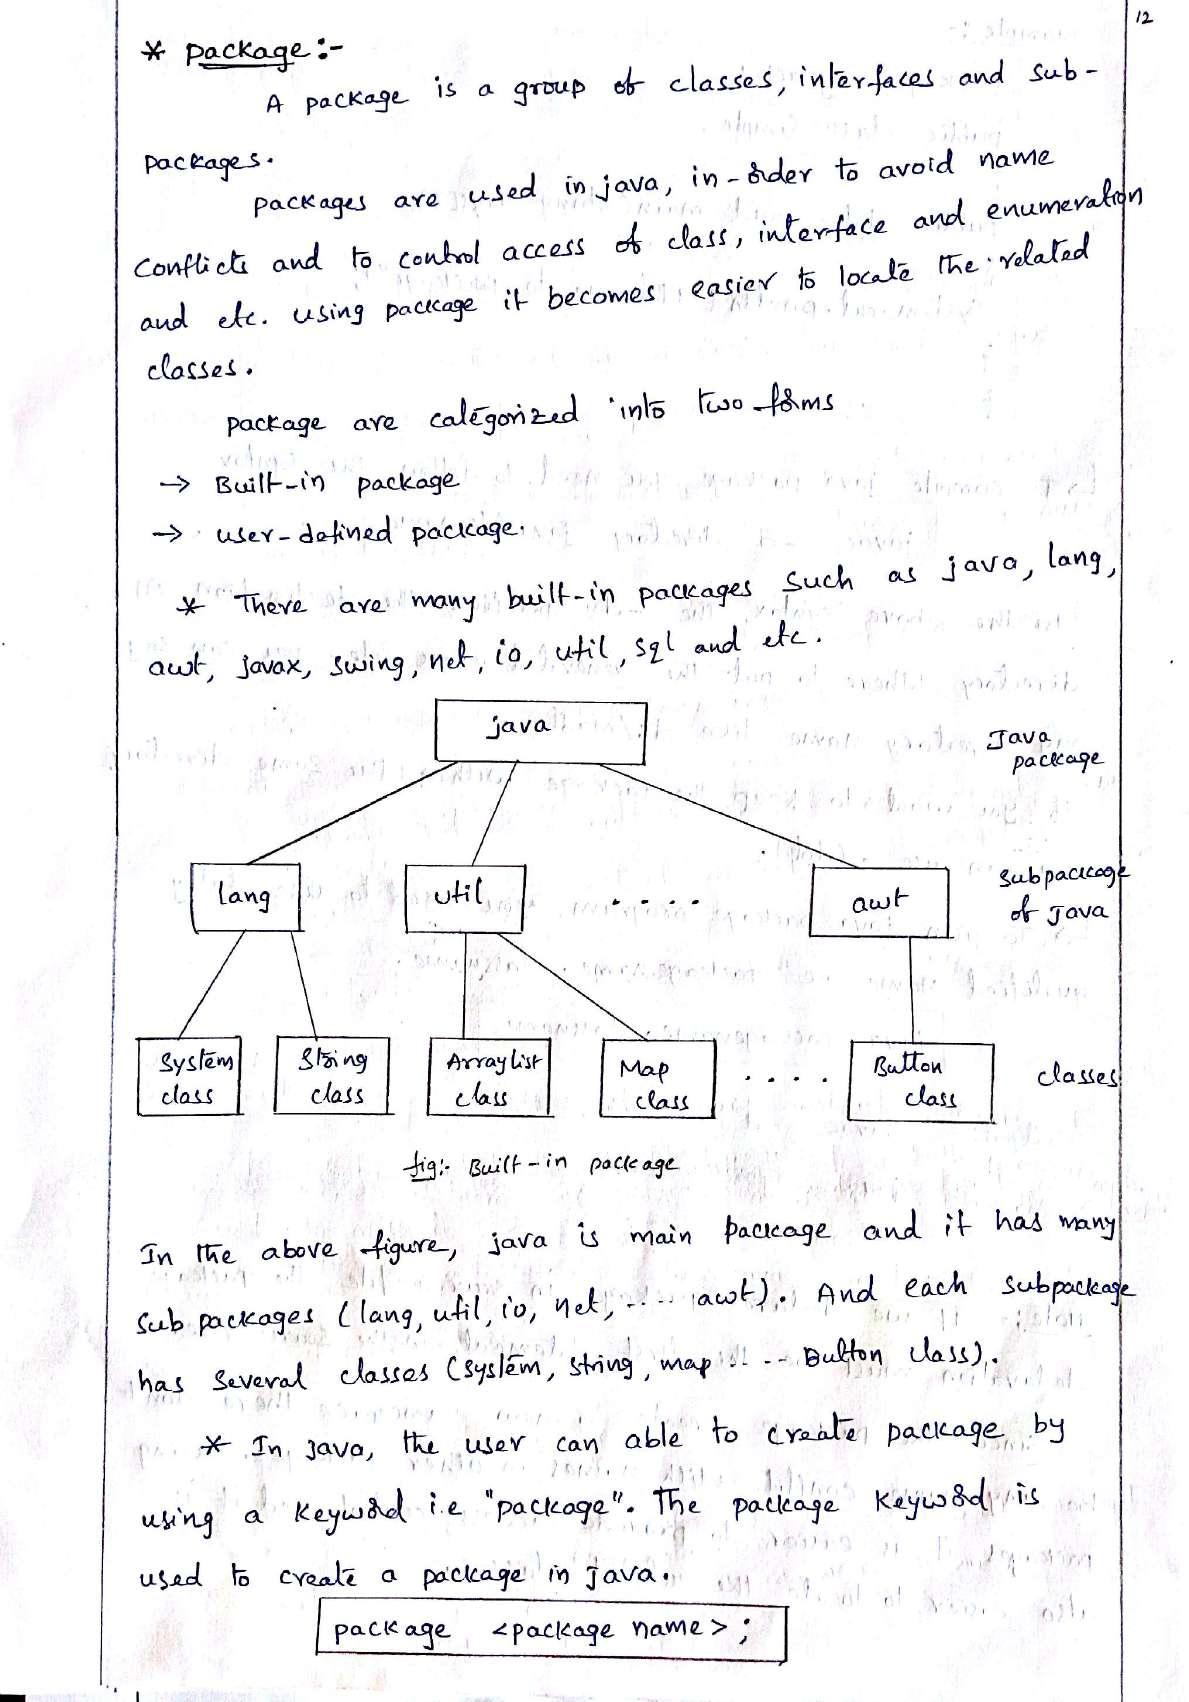 12
* package:-
A package is a group of classes, interfaces and sub-
packages.
packages are used in java, in-order to avoid name
conflicts and to control access of class, interface and enumeration
and etc. using package it becomes easier to locate the related
classes.
package are categorized into two forms
→ Built-in package
→ user-defined package.
* There are many built-in packages such as java, lang,
awt, javax, swing, net, io, util, sql and etc.
java
Java
package
lang util .... awt
subpackage
of Java
System
class
String
class
ArrayList
class
Map
class
....
Button
class
classes
fig:- Built-in package
In the above figure, java is main package and it has many
sub packages (lang, util, io, net, .... awt). And each subpackage
has several classes (system, string, map .. .. Button class).
* In java, the user can able to create package by
using a keyword i.e "package". The package keyword is
used to create a package in java.
package <package name> ;